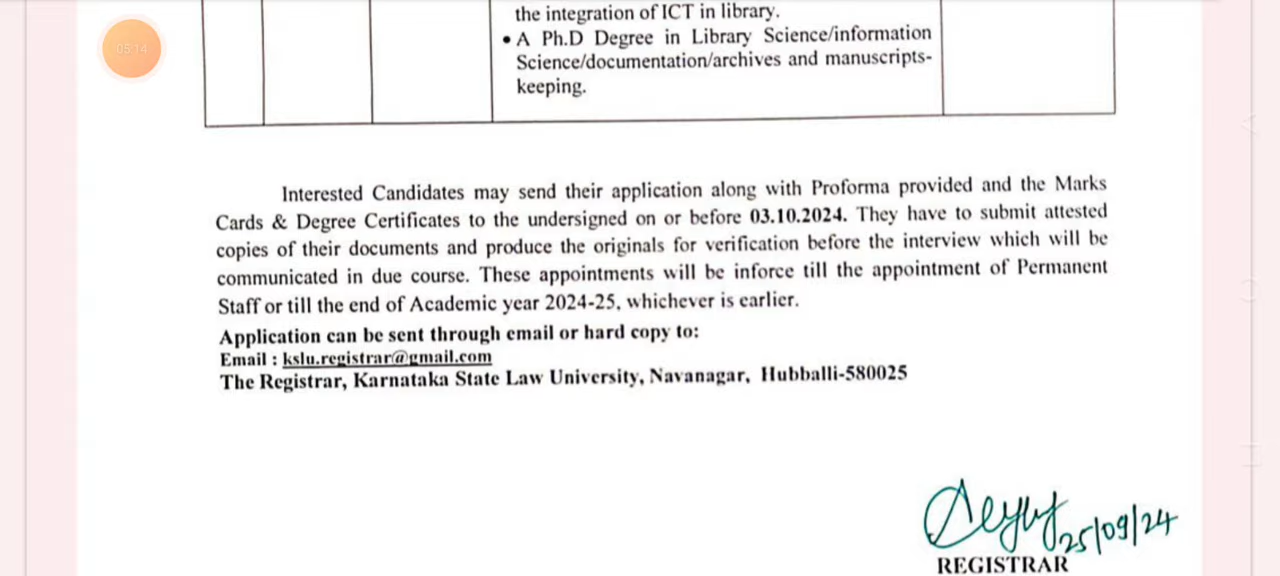 05:14
the integration of ICT in library.
• A Ph.D Degree in Library Science/information
Science/documentation/archives and manuscripts-
keeping.
Interested Candidates may send their application along with Proforma provided and the Marks
Cards & Degree Certificates to the undersigned on or before 03.10.2024. They have to submit attested
copies of their documents and produce the originals for verification before the interview which will be
communicated in due course. These appointments will be inforce till the appointment of Permanent
Staff or till the end of Academic year 2024-25, whichever is earlier.
Application can be sent through email or hard copy to:
Email : kslu.registrar@gmail.com
The Registrar, Karnataka State Law University, Navanagar, Hubballi-580025
25/09/24
REGISTRAR